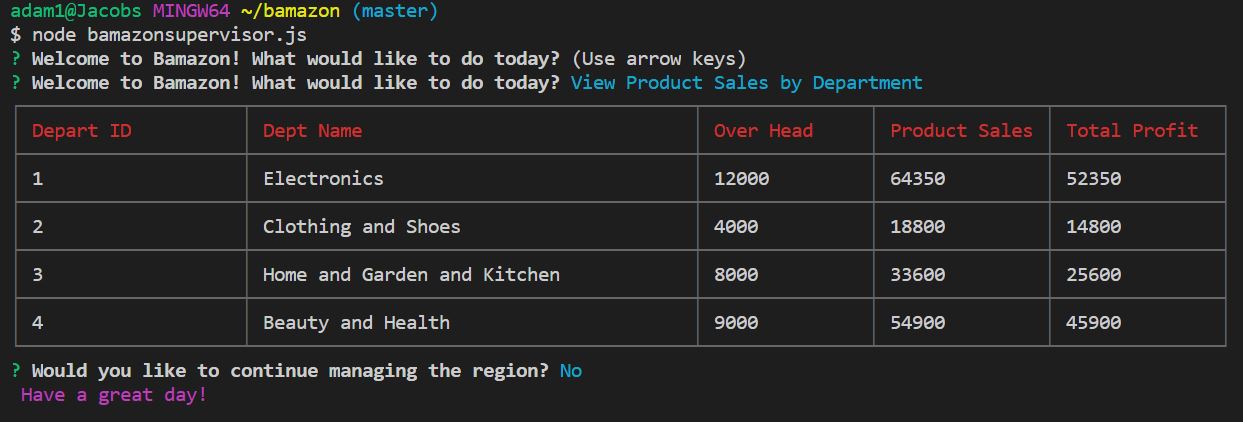 adam1@Jacobs MINGW64 ~/bamazon (master)
$ node bamazonsupervisor.js
? Welcome to Bamazon! What would like to do today? (Use arrow keys)
? Welcome to Bamazon! What would like to do today? View Product Sales by Department
Depart ID Dept Name Over Head Product Sales Total Profit
1 Electronics 12000 64350 52350
2 Clothing and Shoes 4000 18800 14800
3 Home and Garden and Kitchen 8000 33600 25600
4 Beauty and Health 9000 54900 45900
? Would you like to continue managing the region? No
Have a great day!